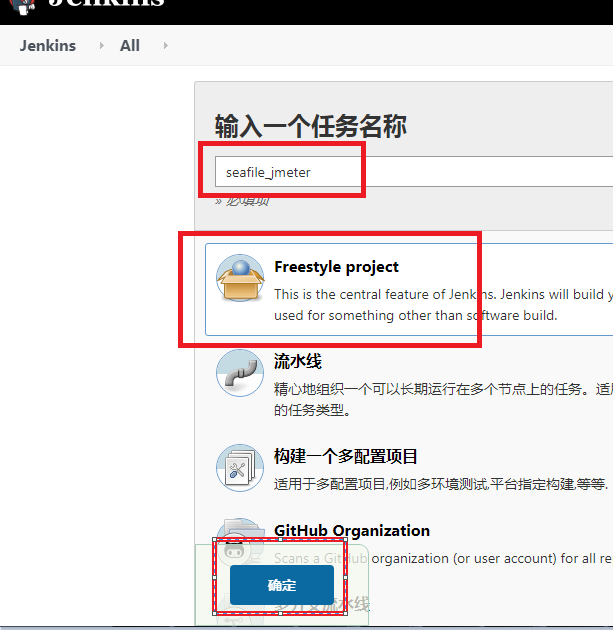 Jenkins
Jenkins
All
输入一个任务名称
seafile_jmeter
» 必填项
Freestyle project
This is the central feature of Jenkins. Jenkins will build
used for something other than software build.
流水线
精心地组织一个可以长期运行在多个节点上的任务。
的任务类型。
构建一个多配置项目
适用于多配置项目,例如多环境测试,平台指定构建,等等.
GitHub Organization
Scans a GitHub organization (or user account) for all
确定
多分支流水线